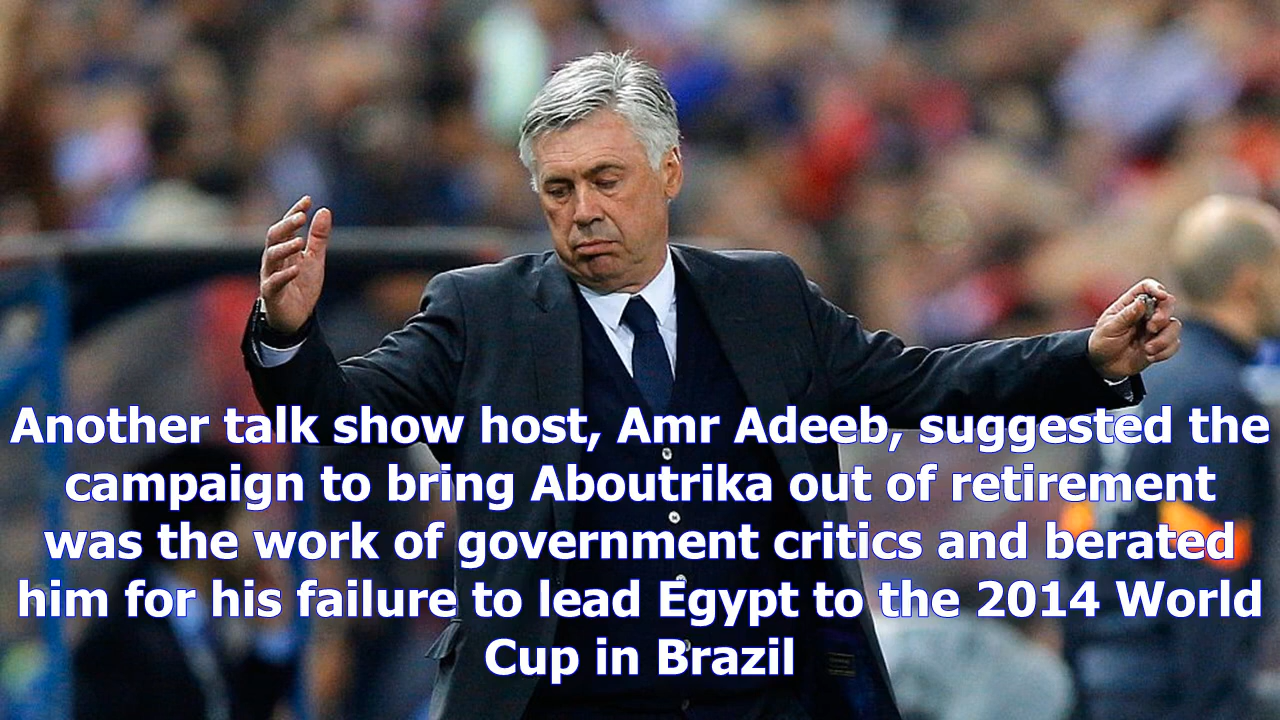 Another talk show host, Amr Adeeb, suggested the
campaign to bring Aboutrika out of retirement
was the work of government critics and berated
him for his failure to lead Egypt to the 2014 World
Cup in Brazil